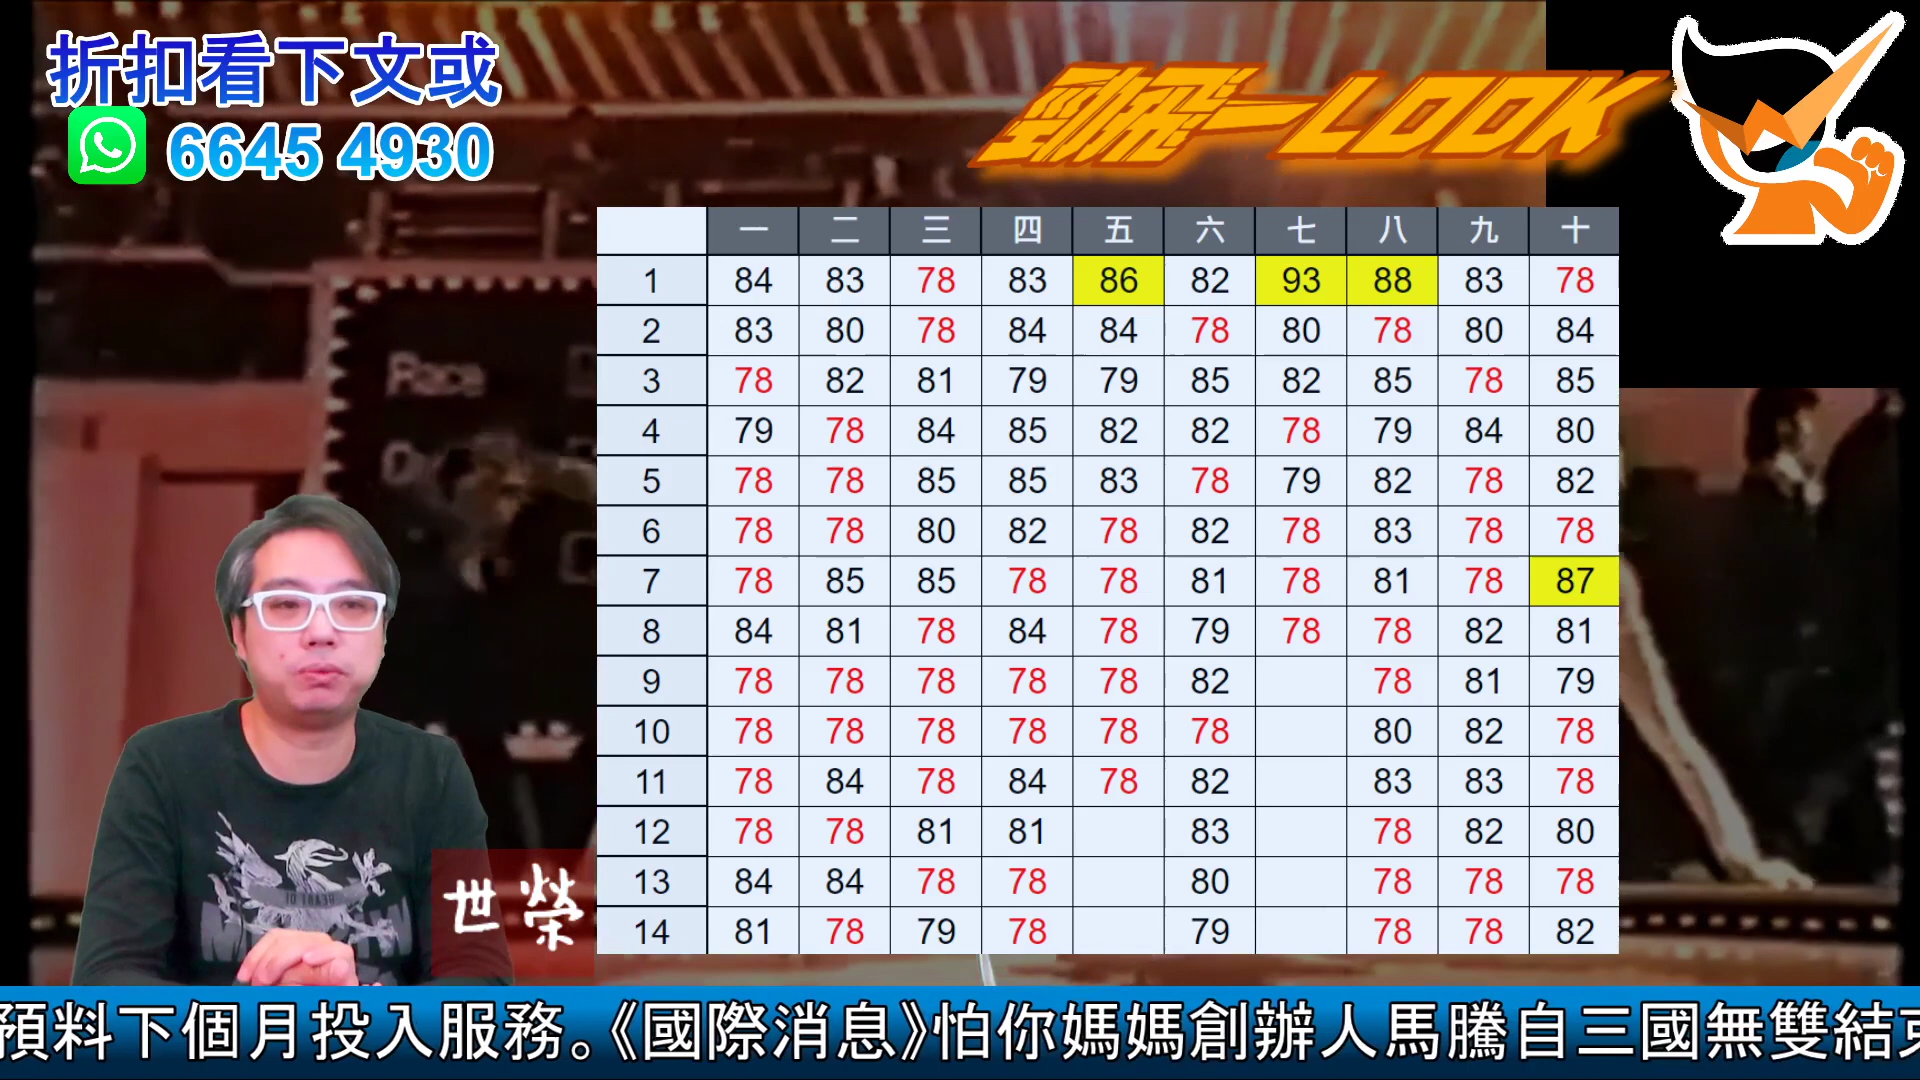 折扣看下文或
6645 4930
勁飛一LOOK
Race
一 二 三 四 五 六 七 八 九 十
1 84 83 78 83 86 82 93 88 83 78
2 83 80 78 84 84 78 80 78 80 84
3 78 82 81 79 79 85 82 85 78 85
4 79 78 84 85 82 82 78 79 84 80
5 78 78 85 85 83 78 79 82 78 82
6 78 78 80 82 78 82 78 83 78 78
7 78 85 85 78 78 81 78 81 78 87
8 84 81 78 84 78 79 78 78 82 81
9 78 78 78 78 78 82 78 81 79
10 78 78 78 78 78 78 80 82 78
11 78 84 78 84 78 82 83 83 78
12 78 78 81 81 83 78 82 80
13 84 84 78 78 80 78 78 78
14 81 78 79 78 79 78 78 82
世榮
預料下個月投入服務。《國際消息》怕你媽媽創辦人馬騰自三國無雙結束